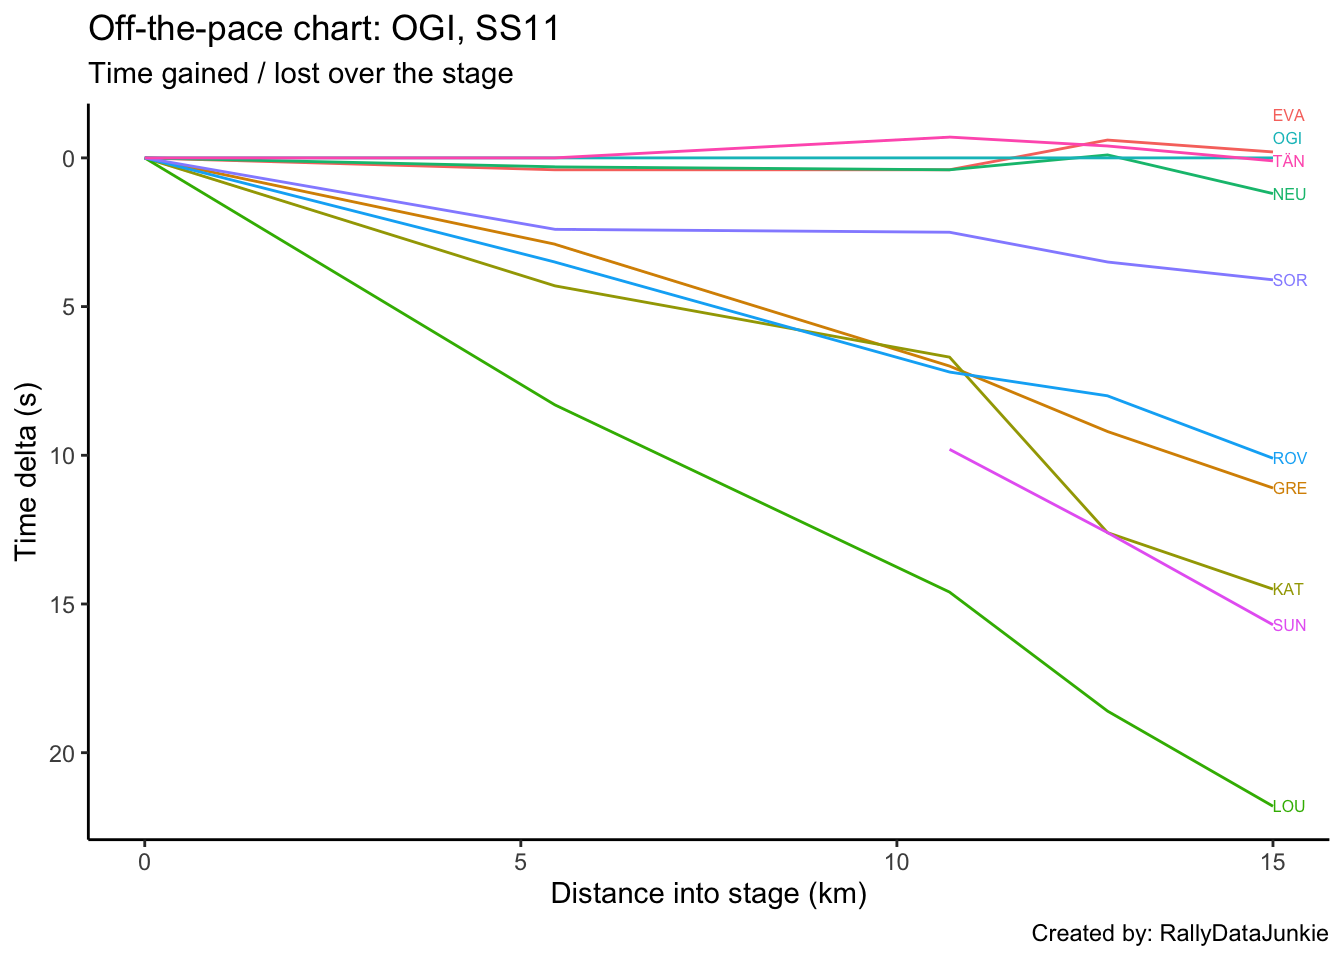 Off-the-pace chart: OGI, SS11
Time gained / lost over the stage
EVA
OGI
TÄN
NEU
SOR
ROV
GRE
KAT
SUN
LOU
0
5
10
15
20
Time delta (s)
0
5
10
15
Distance into stage (km)
Created by: RallyDataJunkie